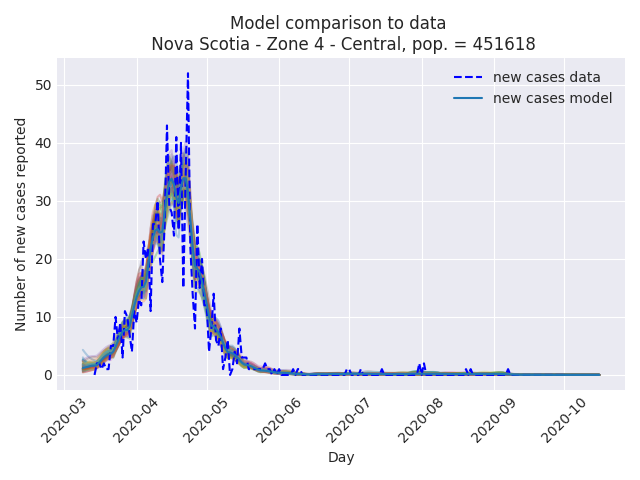 Model comparison to data
Nova Scotia - Zone 4 - Central, pop. = 451618
new cases data
new cases model
Number of new cases reported
50
40
30
20
10
0
2020-03
2020-04
2020-05
2020-06
2020-07
2020-08
2020-09
2020-10
Day